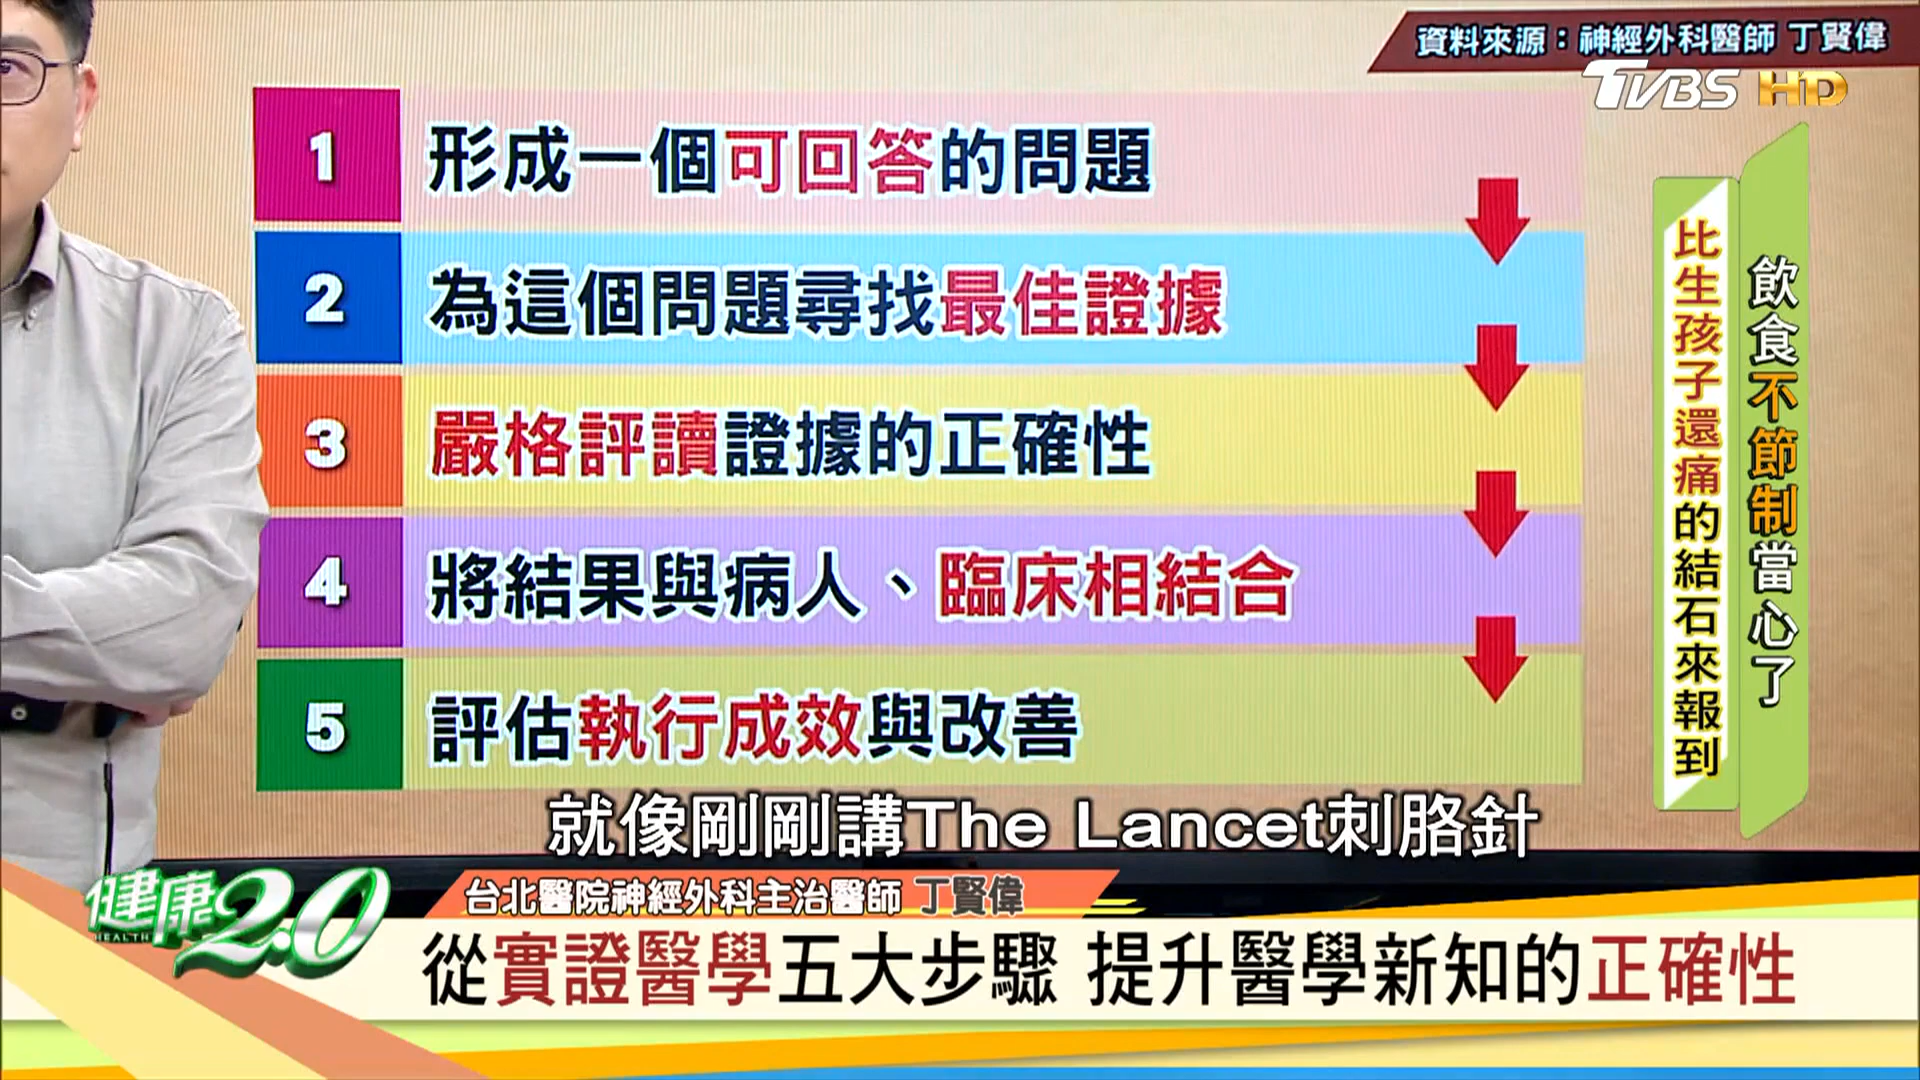 資料來源：神經外科醫師 丁賢偉
TVBS HD
1 形成一個可回答的問題
2 為這個問題尋找最佳證據
3 嚴格評讀證據的正確性
4 將結果與病人、臨床相結合
5 評估執行成效與改善
飲食不節制當心了
比生孩子還痛的結石來報到
就像剛剛講The Lancet刺胳針
健康2.0
HEALTH
台北醫院神經外科主治醫師 丁賢偉
從實證醫學五大步驟 提升醫學新知的正確性